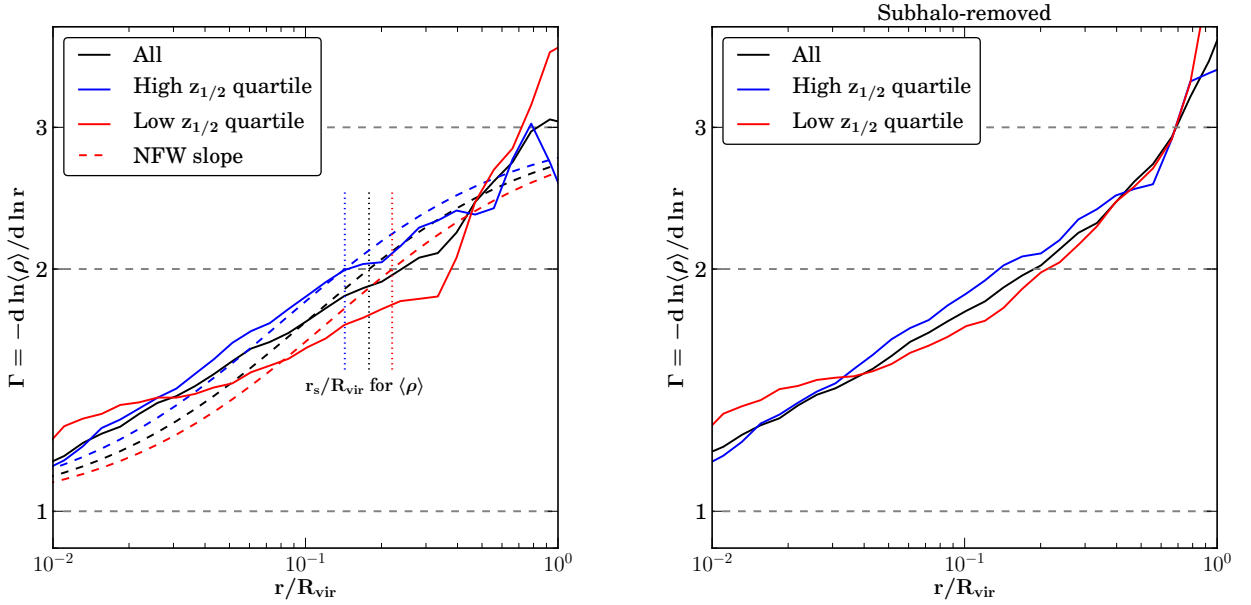 All
High z₁/₂ quartile
Low z₁/₂ quartile
NFW slope
rₛ/Rᵥᵢᵣ for ⟨ρ⟩
Γ = −d ln⟨ρ⟩/d ln r
3
2
1
10⁻²
10⁻¹
10⁰
r/Rᵥᵢᵣ
Subhalo-removed
All
High z₁/₂ quartile
Low z₁/₂ quartile
Γ = −d ln⟨ρ⟩/d ln r
3
2
1
10⁻²
10⁻¹
10⁰
r/Rᵥᵢᵣ